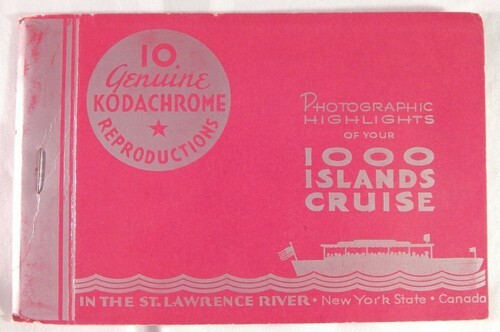 10
Genuine
KODACHROME
REPRODUCTIONS
PHOTOGRAPHIC
HIGHLIGHTS
OF YOUR
1000
ISLANDS
CRUISE
IN THE ST. LAWRENCE RIVER • New York State • Canada